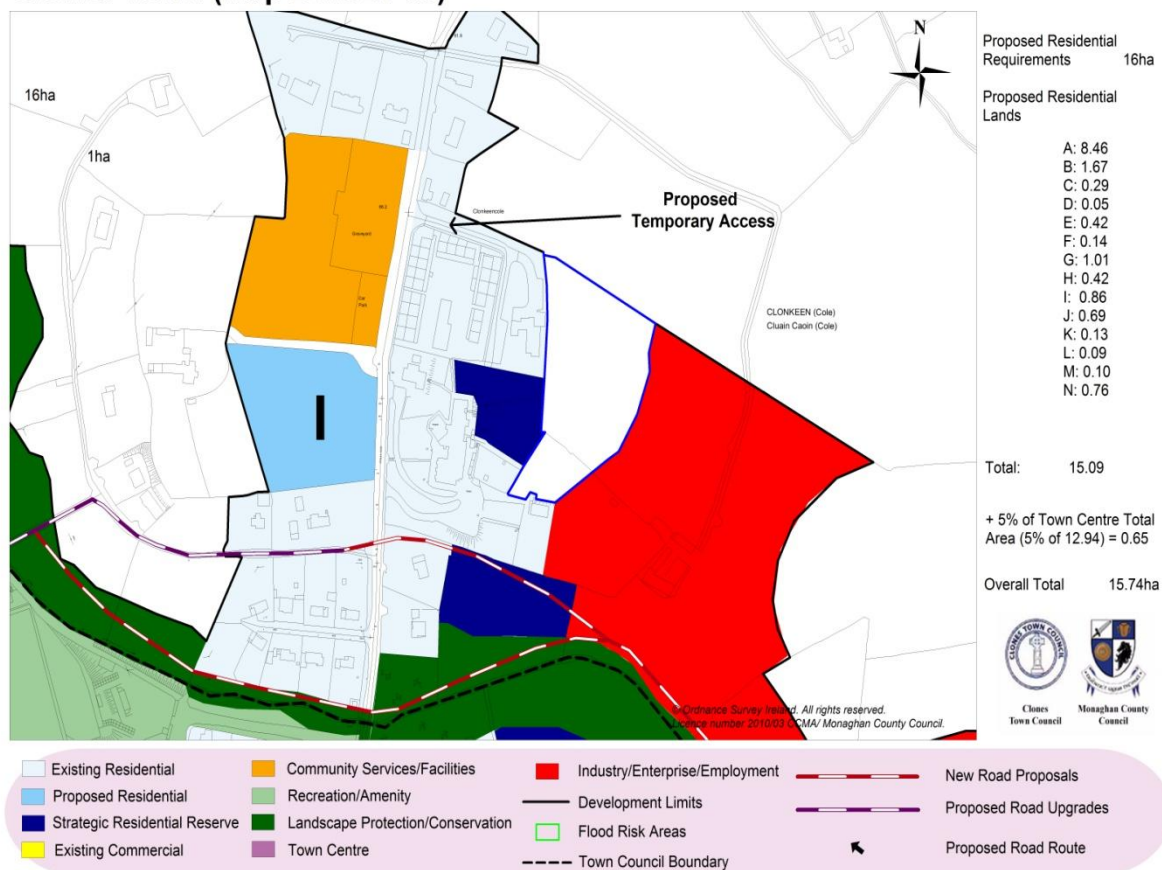 16ha
1ha
N
Proposed
Temporary Access
Clonkeencole
Graveyard
Car
Park
CLONKEEN (Cole)
Cluain Caoin (Cole)
I
© Ordnance Survey Ireland. All rights reserved.
Licence number 2010/03 CCMA/ Monaghan County Council.
Proposed Residential
Requirements 16ha
Proposed Residential
Lands
A: 8.46
B: 1.67
C: 0.29
D: 0.05
E: 0.42
F: 0.14
G: 1.01
H: 0.42
I: 0.86
J: 0.69
K: 0.13
L: 0.09
M: 0.10
N: 0.76
Total: 15.09
+ 5% of Town Centre Total
Area (5% of 12.94) = 0.65
Overall Total 15.74ha
CLONES TOWN COUNCIL
Clones
Town Council
Monaghan County
Council
Existing Residential
Proposed Residential
Strategic Residential Reserve
Existing Commercial
Community Services/Facilities
Recreation/Amenity
Landscape Protection/Conservation
Town Centre
Industry/Enterprise/Employment
Development Limits
Flood Risk Areas
Town Council Boundary
New Road Proposals
Proposed Road Upgrades
Proposed Road Route